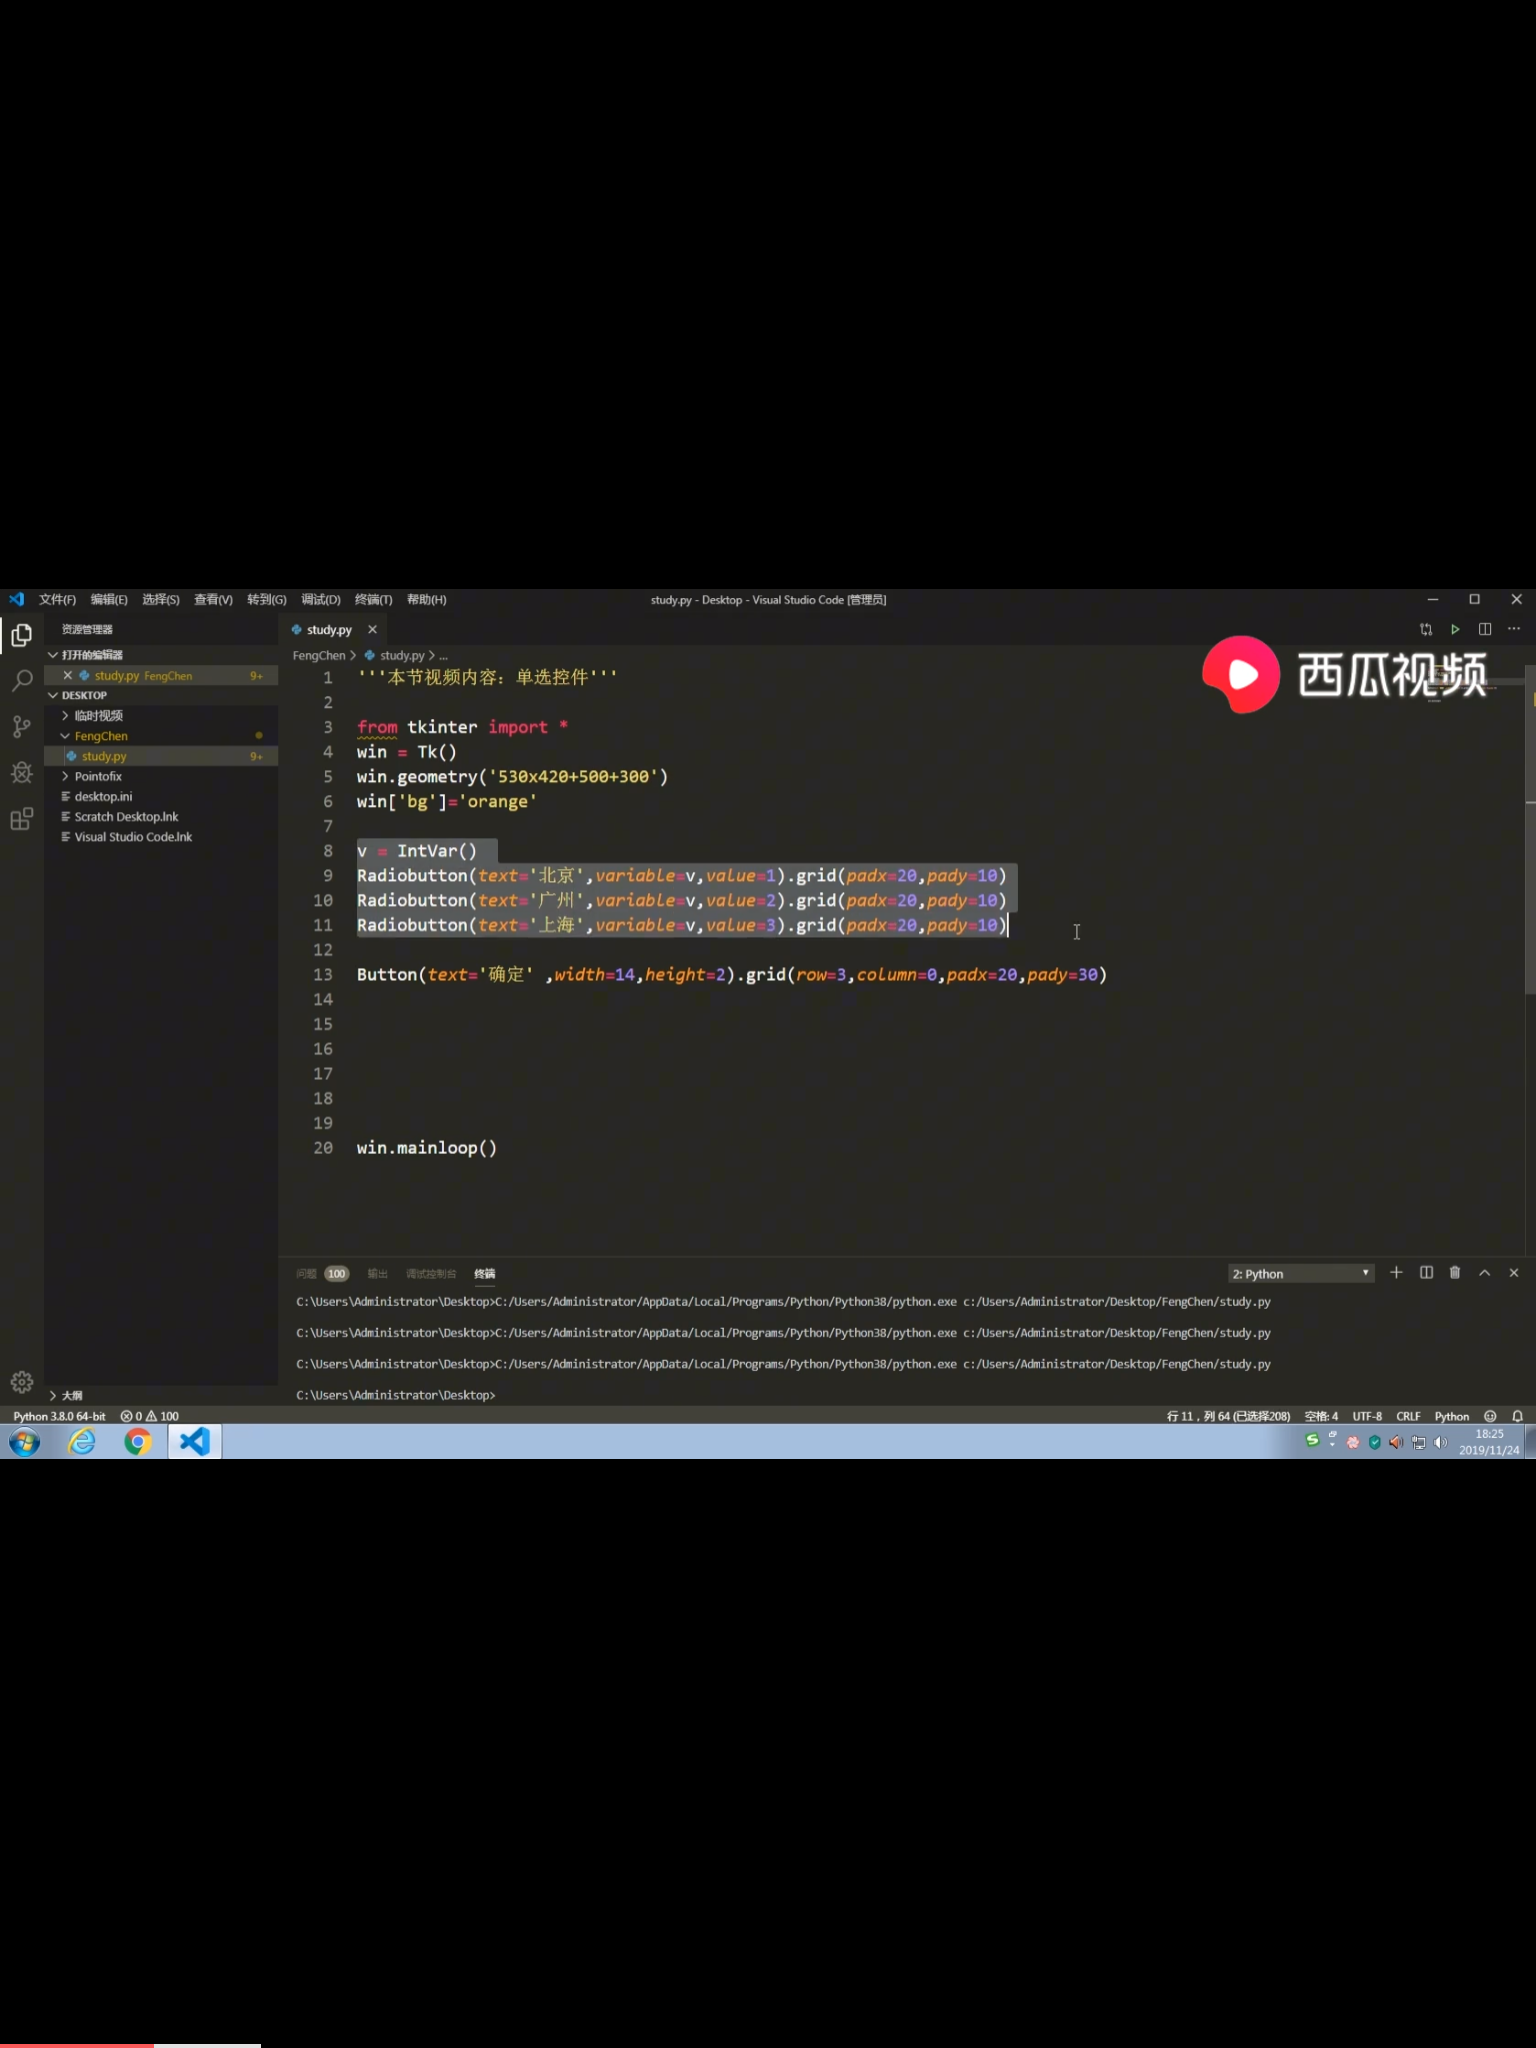 文件(F) 编辑(E) 选择(S) 查看(V) 转到(G) 调试(D) 终端(T) 帮助(H)
study.py - Desktop - Visual Studio Code [管理员]
资源管理器
study.py
打开的编辑器
study.py FengChen 9+
DESKTOP
临时视频
FengChen
study.py 9+
Pointofix
desktop.ini
Scratch Desktop.lnk
Visual Studio Code.lnk
大纲
FengChen > study.py > ...
西瓜视频
1 '''本节视频内容：单选控件'''
2
3 from tkinter import *
4 win = Tk()
5 win.geometry('530x420+500+300')
6 win['bg']='orange'
7
8 v = IntVar()
9 Radiobutton(text='北京',variable=v,value=1).grid(padx=20,pady=10)
10 Radiobutton(text='广州',variable=v,value=2).grid(padx=20,pady=10)
11 Radiobutton(text='上海',variable=v,value=3).grid(padx=20,pady=10)
12
13 Button(text='确定' ,width=14,height=2).grid(row=3,column=0,padx=20,pady=30)
14
15
16
17
18
19
20 win.mainloop()
问题 100 输出 调试控制台 终端
2: Python
C:\Users\Administrator\Desktop>C:/Users/Administrator/AppData/Local/Programs/Python/Python38/python.exe c:/Users/Administrator/Desktop/FengChen/study.py
C:\Users\Administrator\Desktop>C:/Users/Administrator/AppData/Local/Programs/Python/Python38/python.exe c:/Users/Administrator/Desktop/FengChen/study.py
C:\Users\Administrator\Desktop>C:/Users/Administrator/AppData/Local/Programs/Python/Python38/python.exe c:/Users/Administrator/Desktop/FengChen/study.py
C:\Users\Administrator\Desktop>
Python 3.8.0 64-bit 0 100
行 11，列 64 (已选择208) 空格: 4 UTF-8 CRLF Python
18:25
2019/11/24